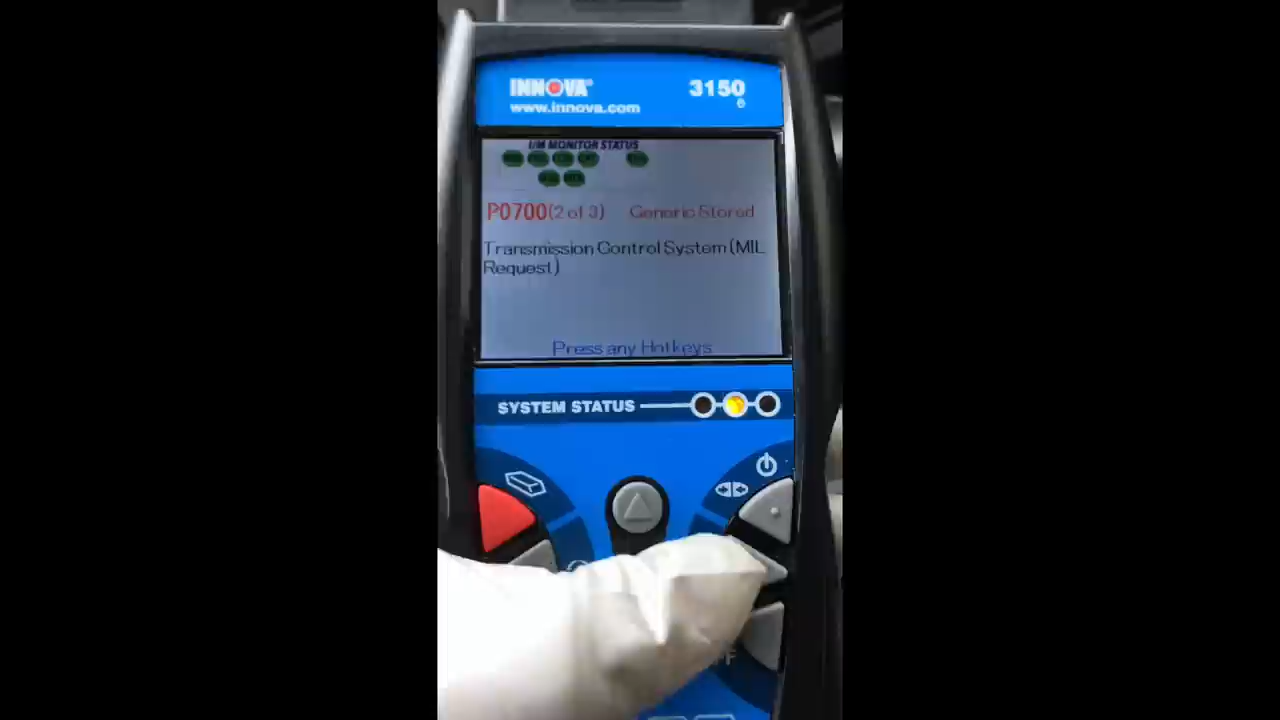 INNOVA®
3150
www.innova.com
6
I/M MONITOR STATUS
P0700(2 of 3) Generic Stored
Transmission Control System (MIL
Request)
Press any Hotkeys
SYSTEM STATUS